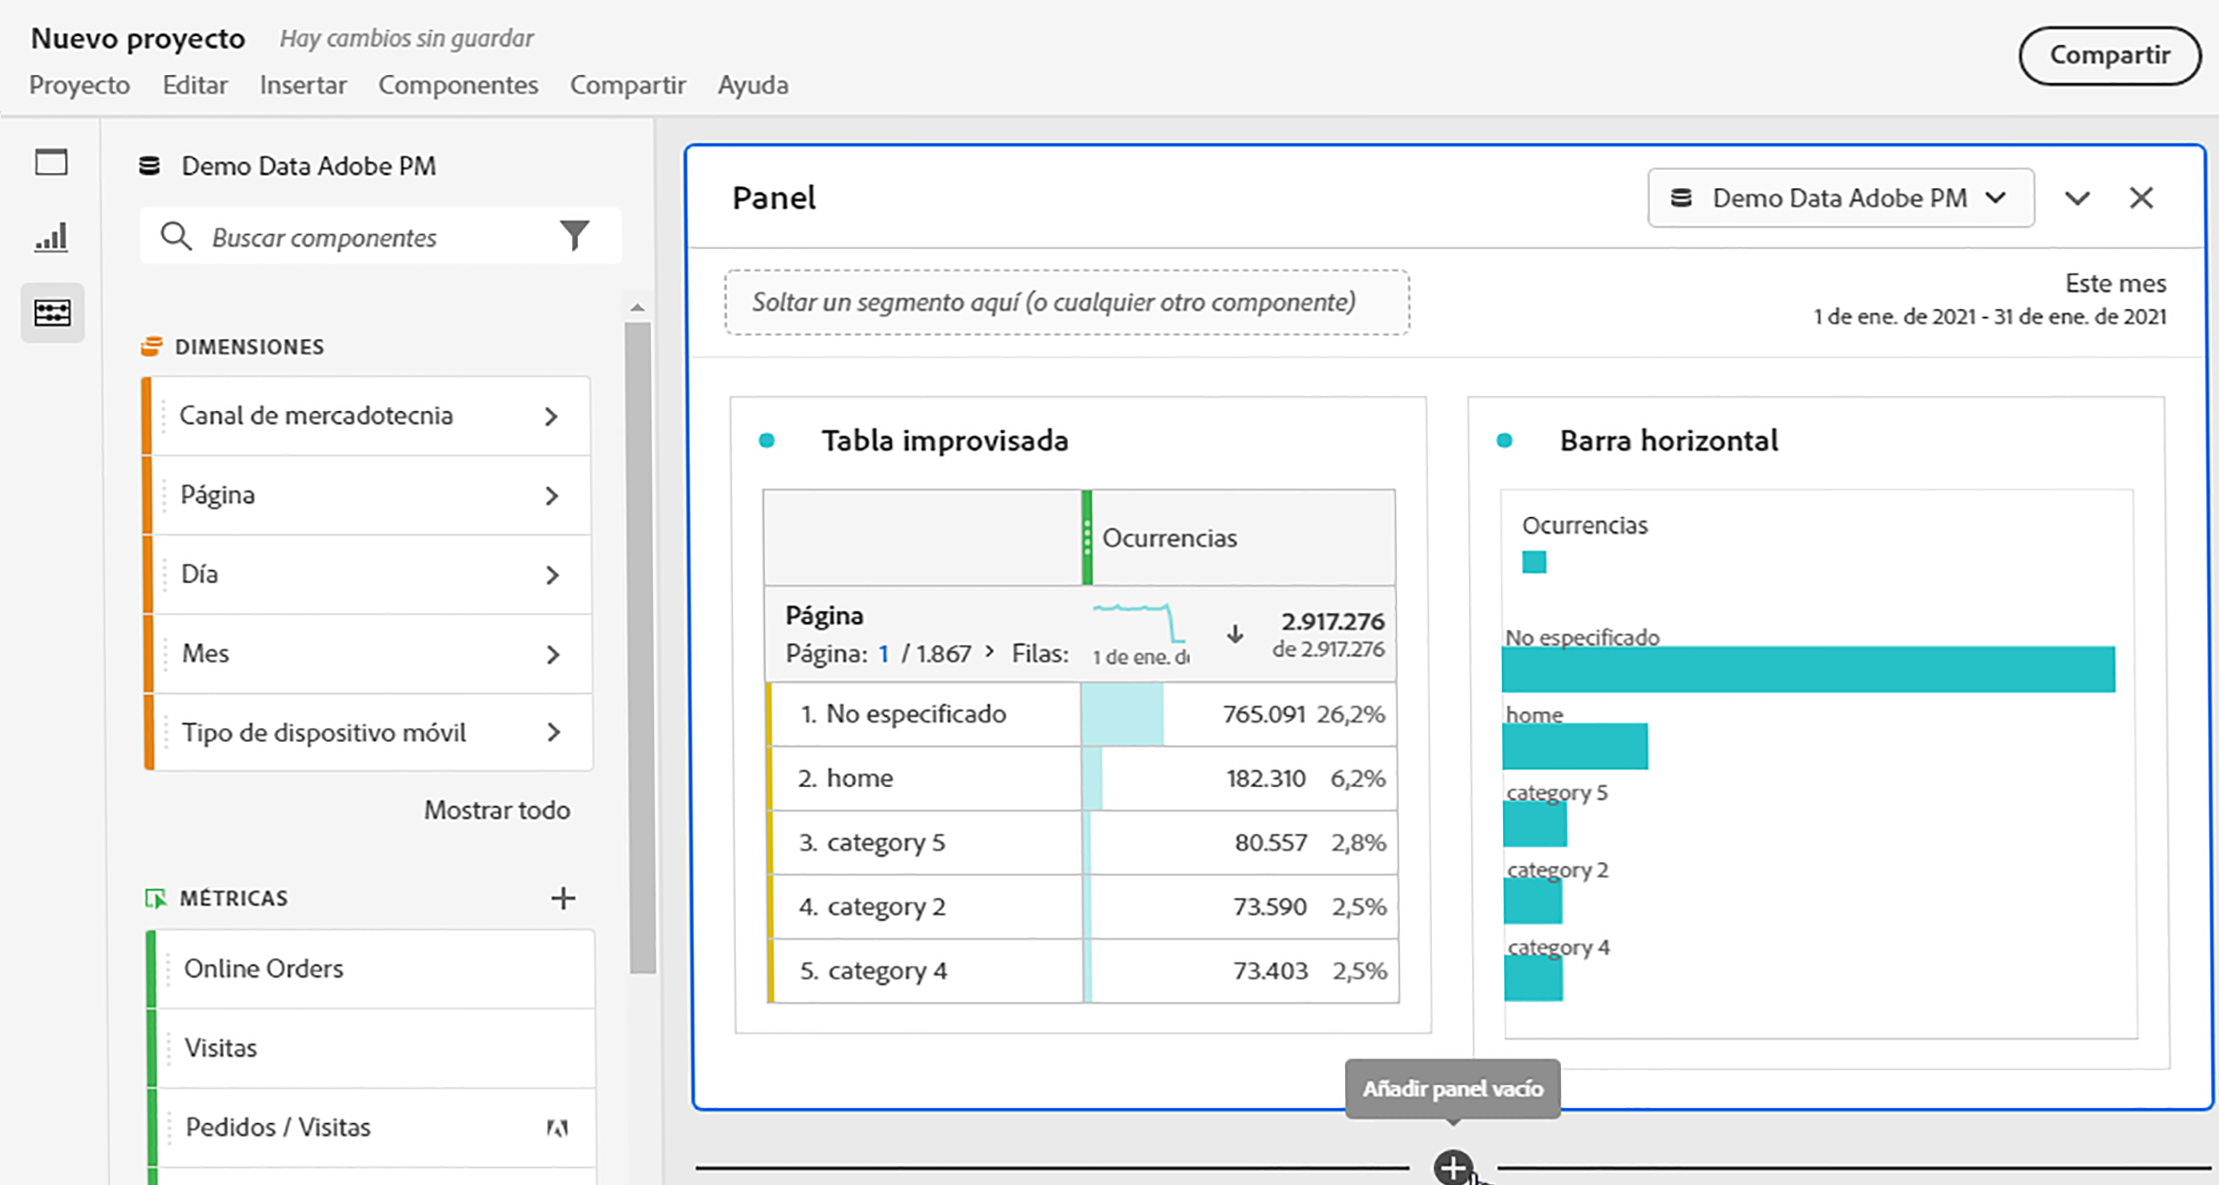 Nuevo proyecto Hay cambios sin guardar
Compartir
Proyecto Editar Insertar Componentes Compartir Ayuda
Demo Data Adobe PM
Buscar componentes
DIMENSIONES
Canal de mercadotecnia
Página
Día
Mes
Tipo de dispositivo móvil
Mostrar todo
MÉTRICAS
Online Orders
Visitas
Pedidos / Visitas
Panel
Demo Data Adobe PM
Soltar un segmento aquí (o cualquier otro componente)
Este mes
1 de ene. de 2021 - 31 de ene. de 2021
Tabla improvisada
Ocurrencias
Página
Página: 1 / 1.867 > Filas:
1 de ene. d
2.917.276
de 2.917.276
1. No especificado 765.091 26,2%
2. home 182.310 6,2%
3. category 5 80.557 2,8%
4. category 2 73.590 2,5%
5. category 4 73.403 2,5%
Barra horizontal
Ocurrencias
No especificado
home
category 5
category 2
category 4
Añadir panel vacío